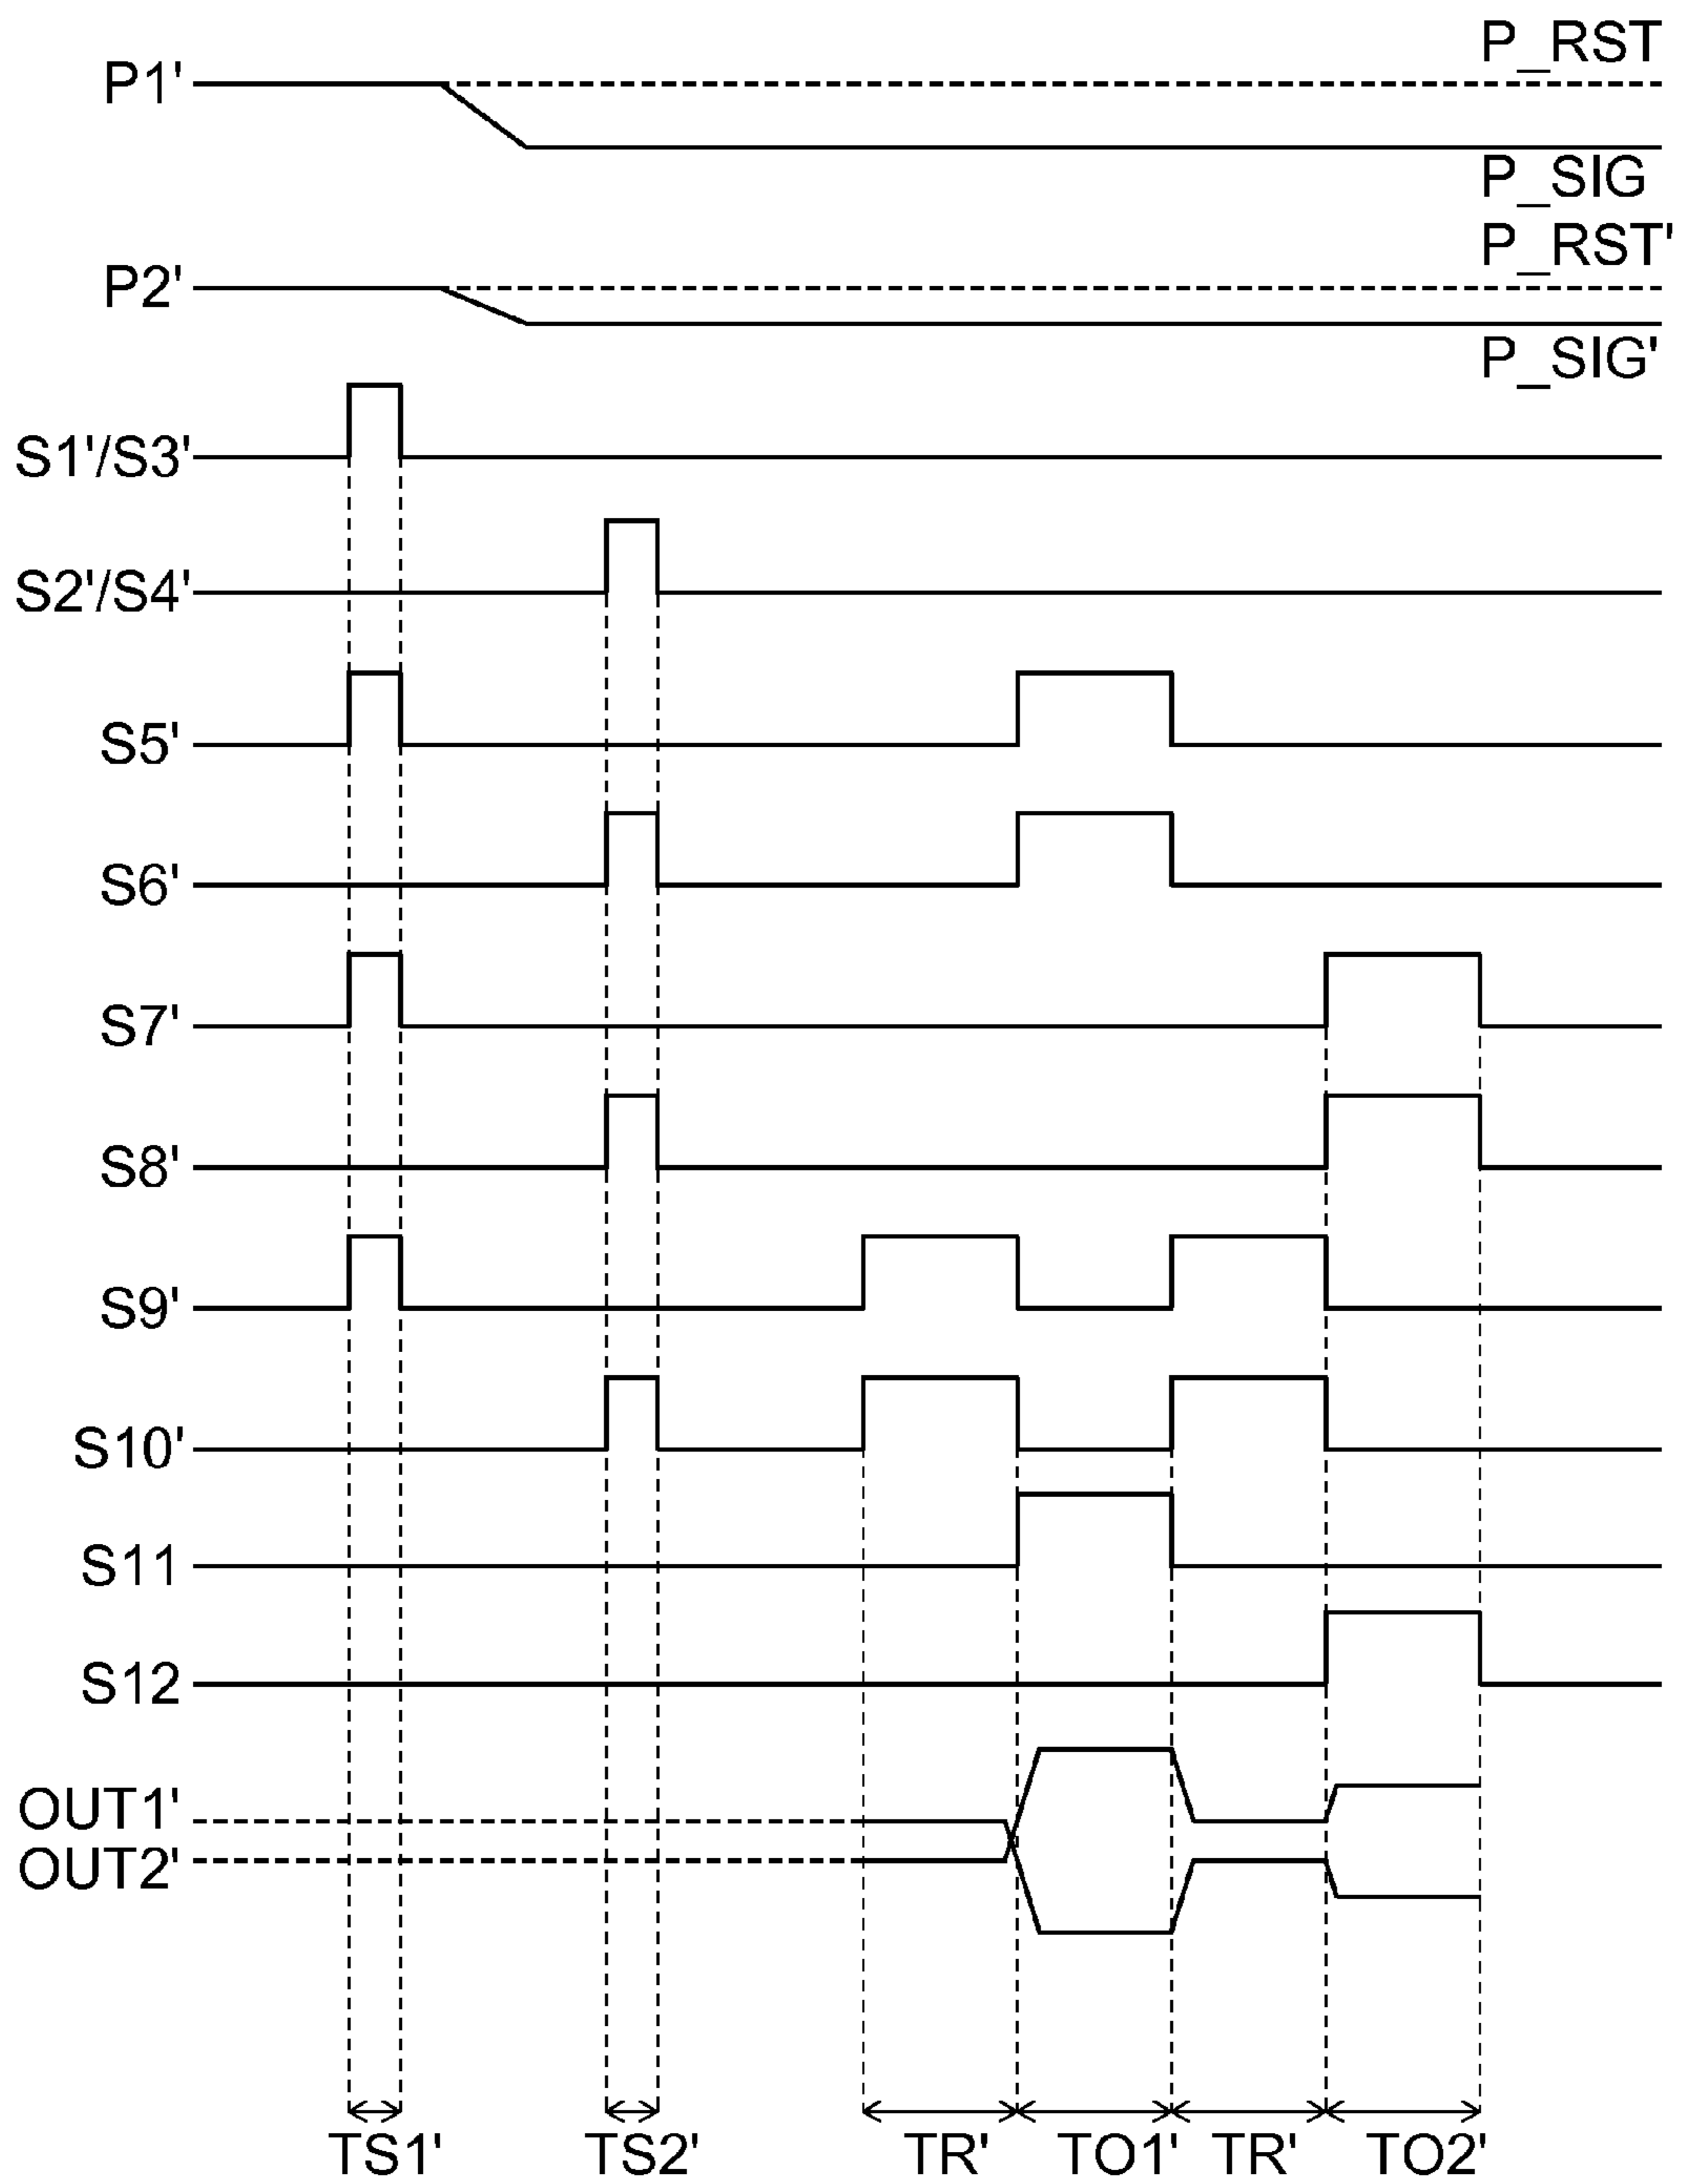 P_RST
P1'
P_SIG
P_RST'
P2'
P_SIG'
S1'/S3'
S2'/S4'
S5'
S6'
S7'
S8'
S9'
S10'
S11
S12
OUT1'
OUT2'
TS1' TS2' TR' TO1' TR' TO2'